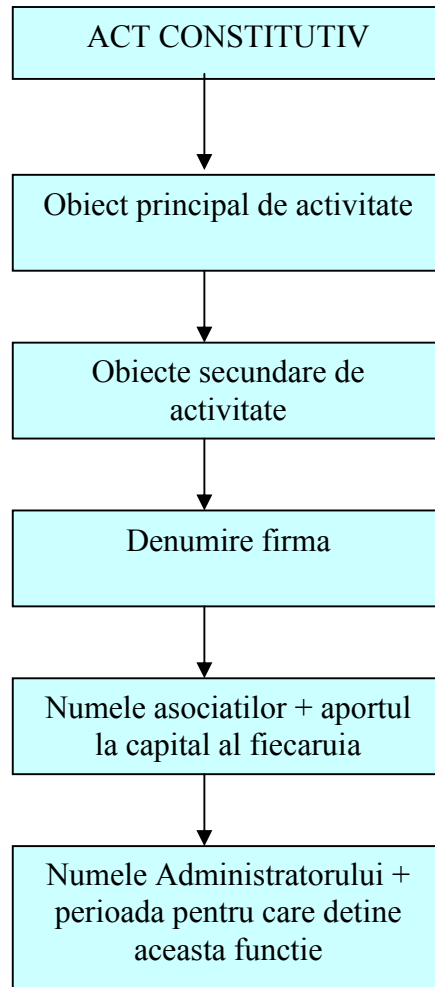 ACT CONSTITUTIV
Obiect principal de activitate
Obiecte secundare de
activitate
Denumire firma
Numele asociatilor + aportul
la capital al fiecaruia
Numele Administratorului +
perioada pentru care detine
aceasta functie